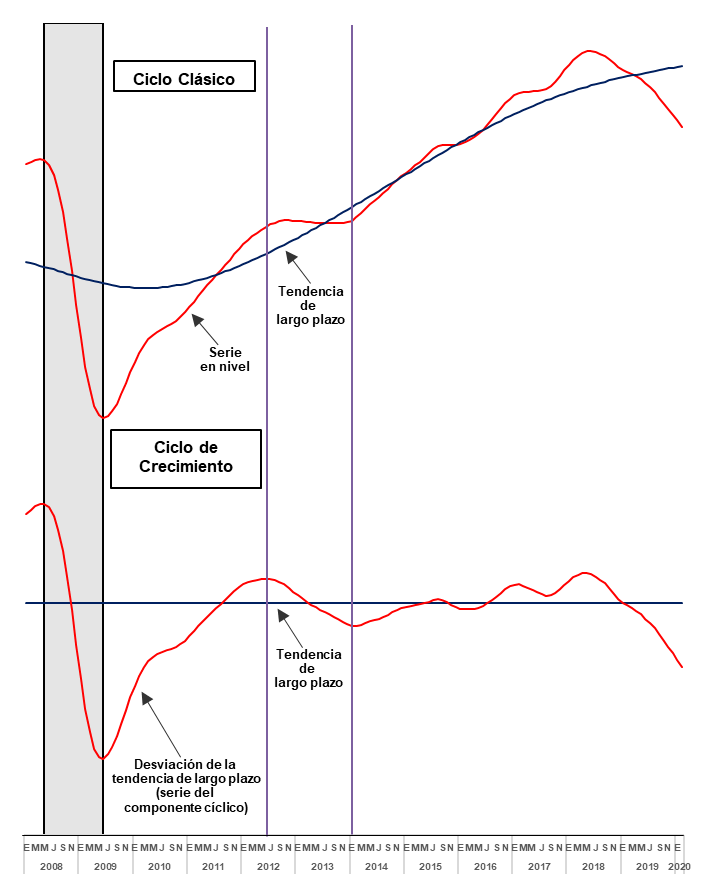 Ciclo Clásico
Tendencia
de
largo plazo
Serie
en nivel
Ciclo de
Crecimiento
Tendencia
de
largo plazo
Desviación de la
tendencia de largo plazo
(serie del
componente cíclico)
E M M J S N E M M J S N E M M J S N E M M J S N E M M J S N E M M J S N E M M J S N E M M J S N E M M J S N E M M J S N E M M J S N E M M J S N E
2008 2009 2010 2011 2012 2013 2014 2015 2016 2017 2018 2019 2020